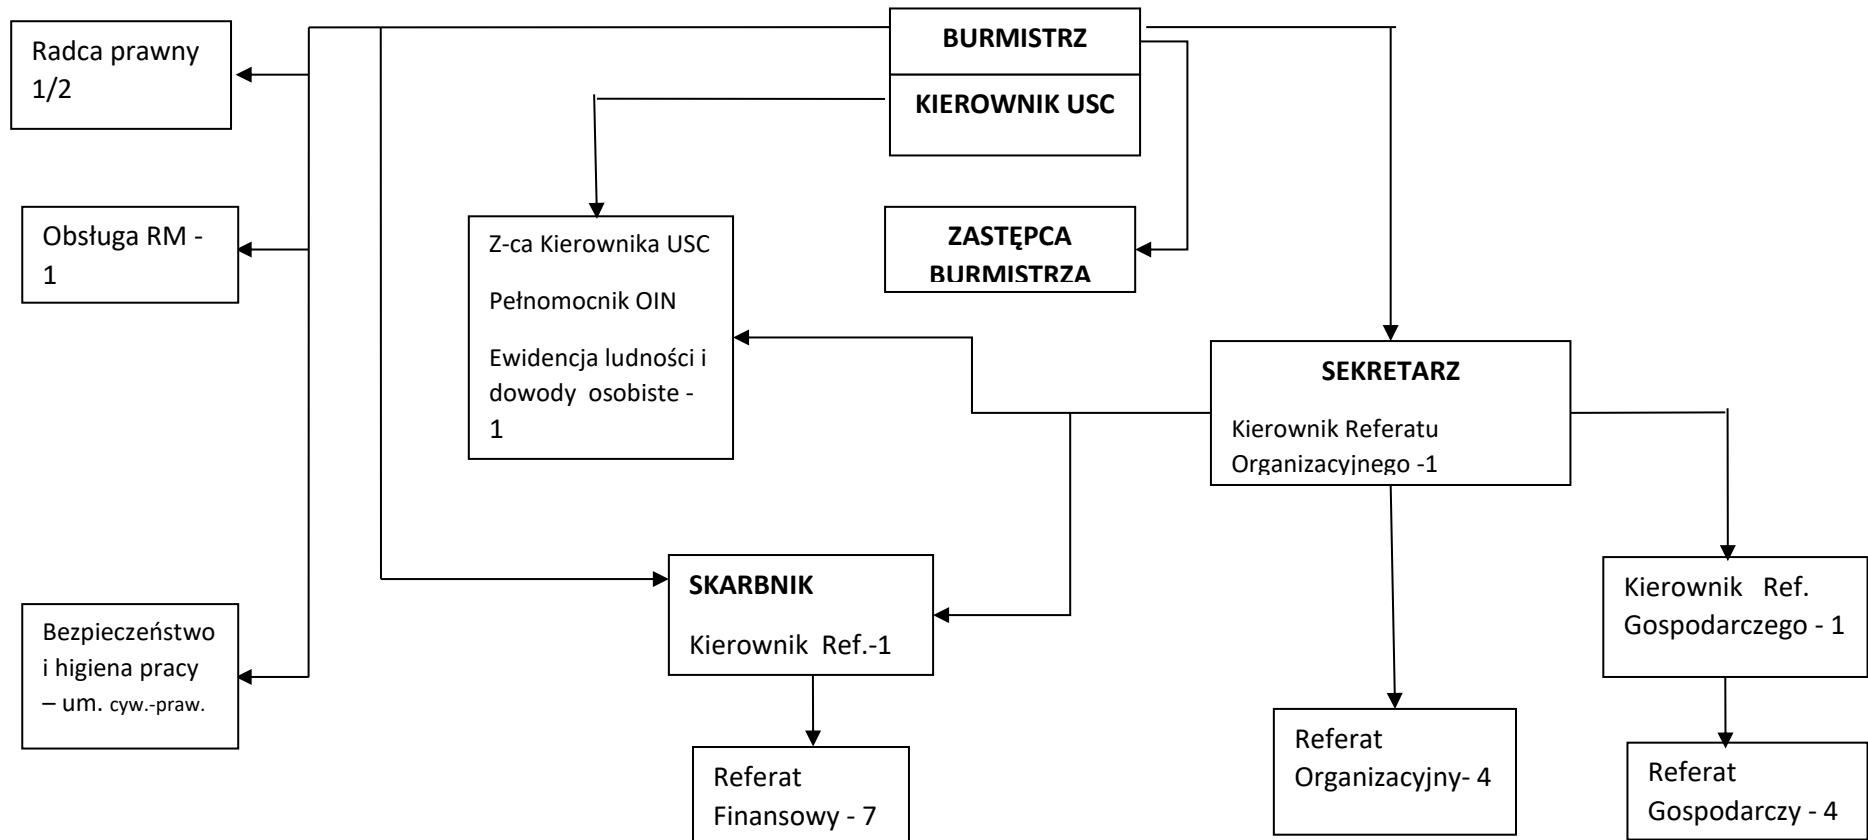 BURMISTRZ
KIEROWNIK USC
Radca prawny
1/2
Obsługa RM -
1
Z-ca Kierownika USC
Pełnomocnik OIN
Ewidencja ludności i
dowody osobiste -
1
ZASTĘPCA
BURMISTRZA
SEKRETARZ
Kierownik Referatu
Organizacyjnego -1
Bezpieczeństwo
i higiena pracy
– um. cyw.-praw.
SKARBNIK
Kierownik Ref.-1
Kierownik Ref.
Gospodarczego - 1
Referat
Finansowy - 7
Referat
Organizacyjny- 4
Referat
Gospodarczy - 4